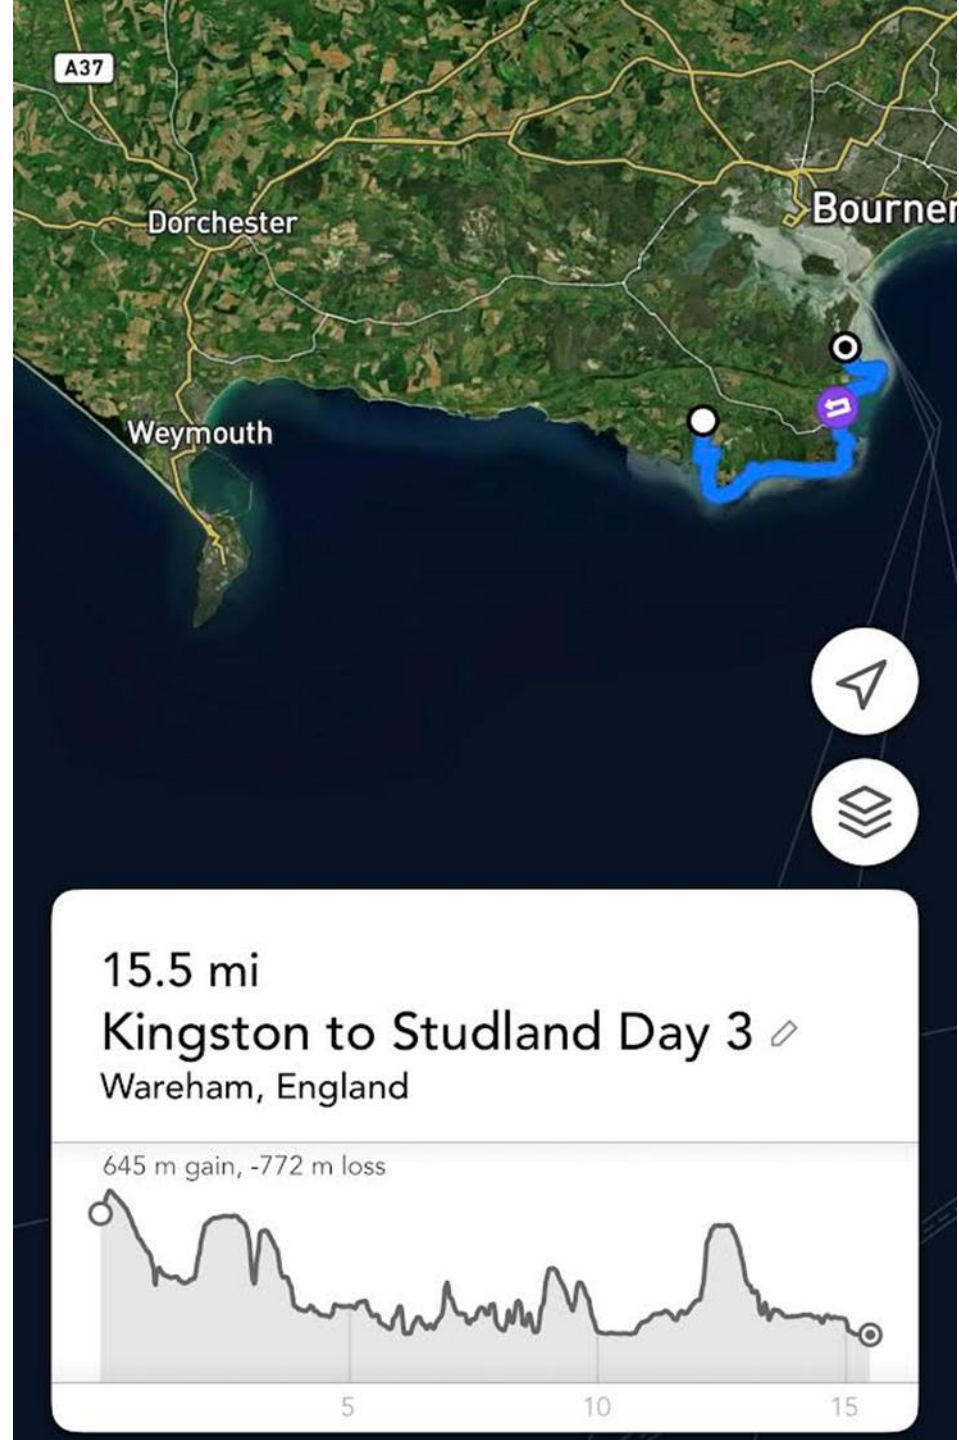 A37
Dorchester
Bourner
Weymouth
15.5 mi
Kingston to Studland Day 3
Wareham, England
645 m gain, -772 m loss
5 10 15